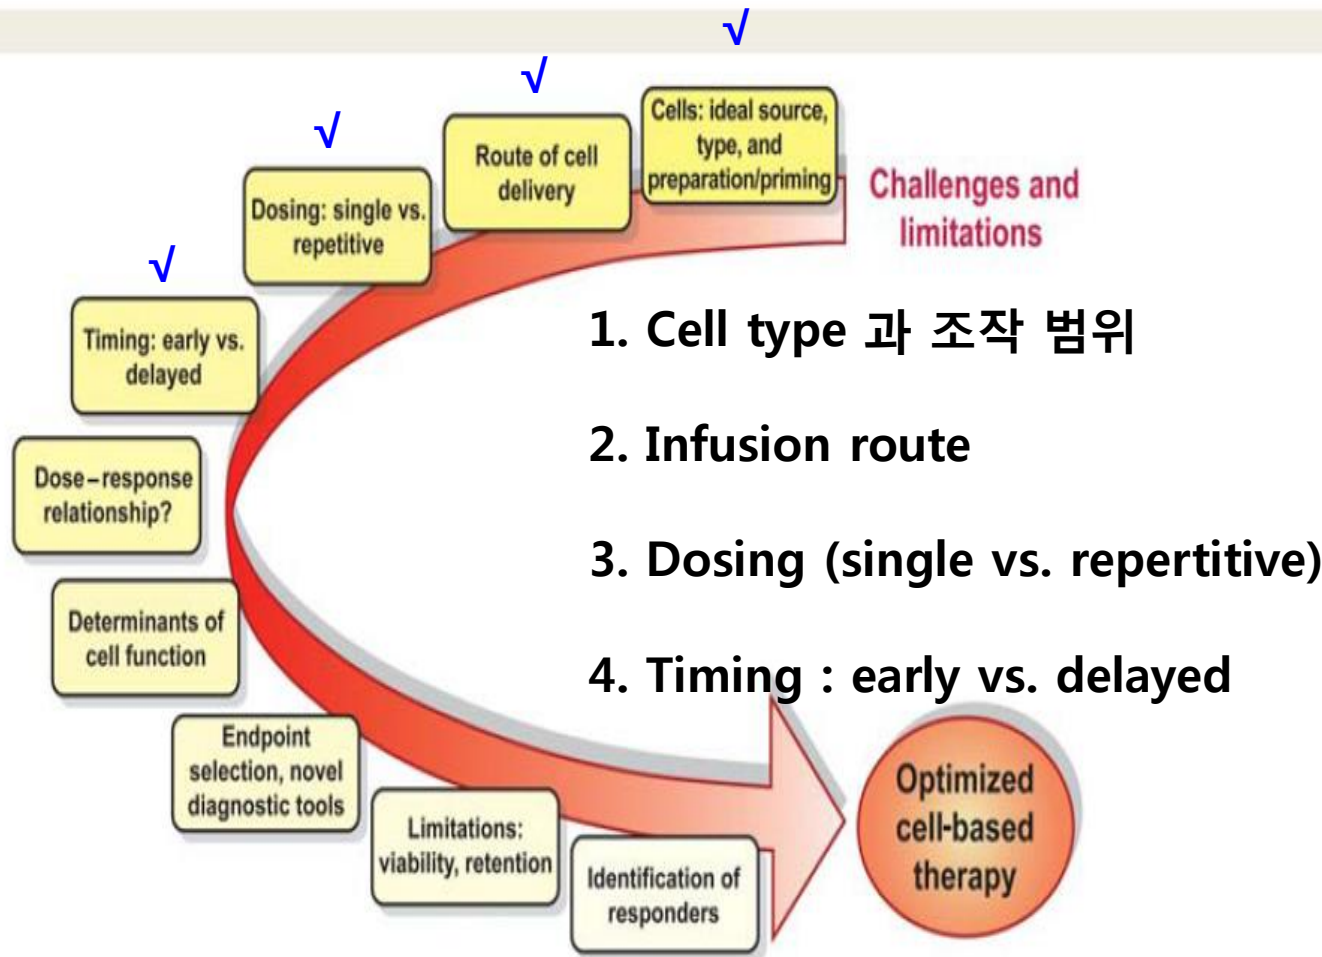 √
Cells: ideal source,
type, and
preparation/priming
√
Route of cell
delivery
√
Dosing: single vs.
repetitive
√
Timing: early vs.
delayed
Dose–response
relationship?
Determinants of
cell function
Endpoint
selection, novel
diagnostic tools
Limitations:
viability, retention
Identification of
responders
Challenges and
limitations
1. Cell type 과 조작 범위
2. Infusion route
3. Dosing (single vs. repertitive)
4. Timing : early vs. delayed
Optimized
cell-based
therapy